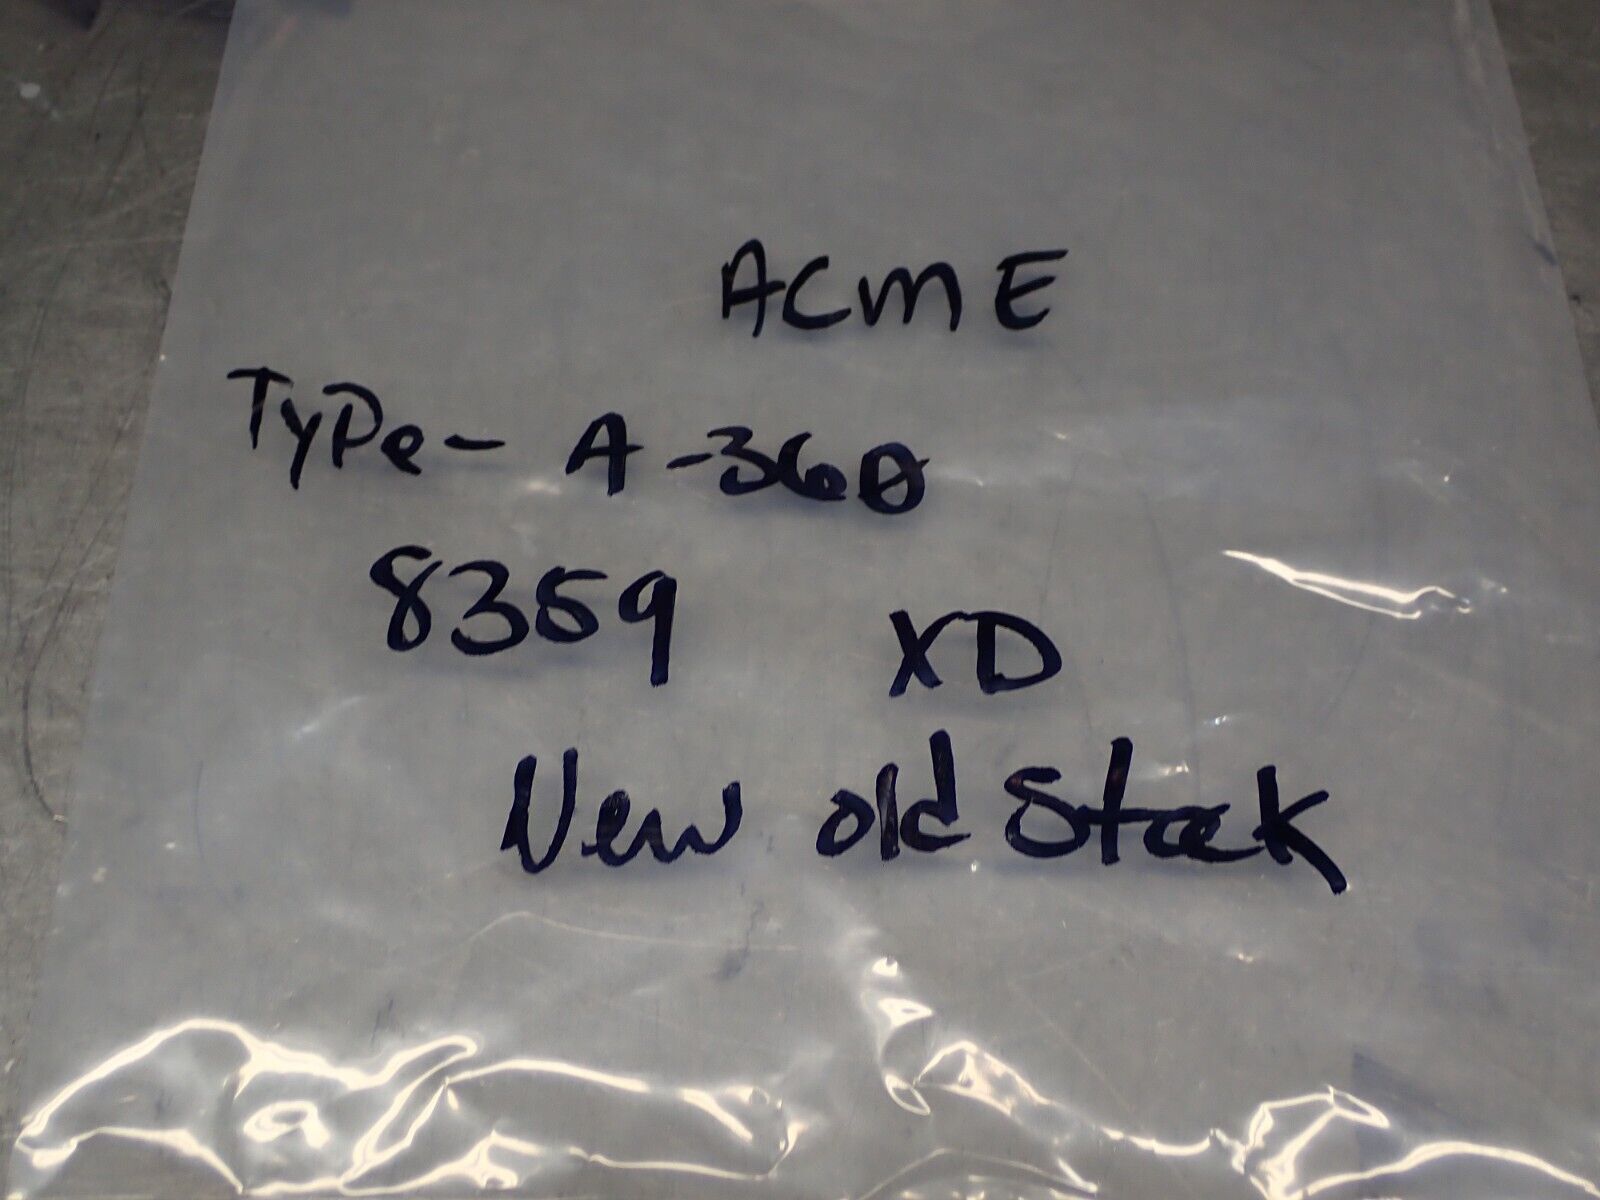 ACME
Type- A-360
8359 XD
New old Stock